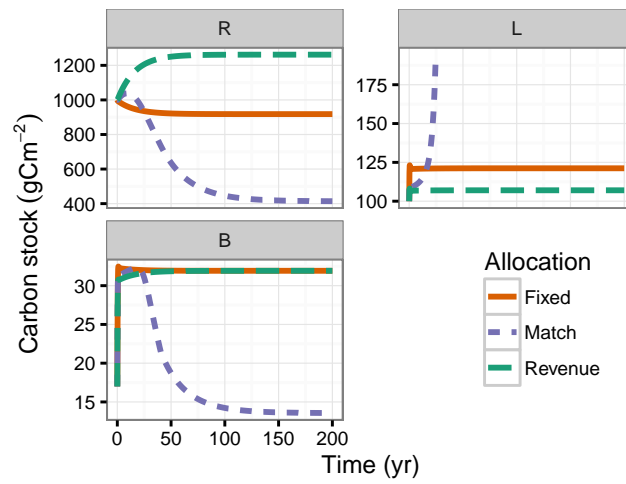 R
L
1200
1000
800
600
400
175
150
125
100
B
30
25
20
15
0 50 100 150 200
Carbon stock (gCm⁻²)
Time (yr)
Allocation
Fixed
Match
Revenue